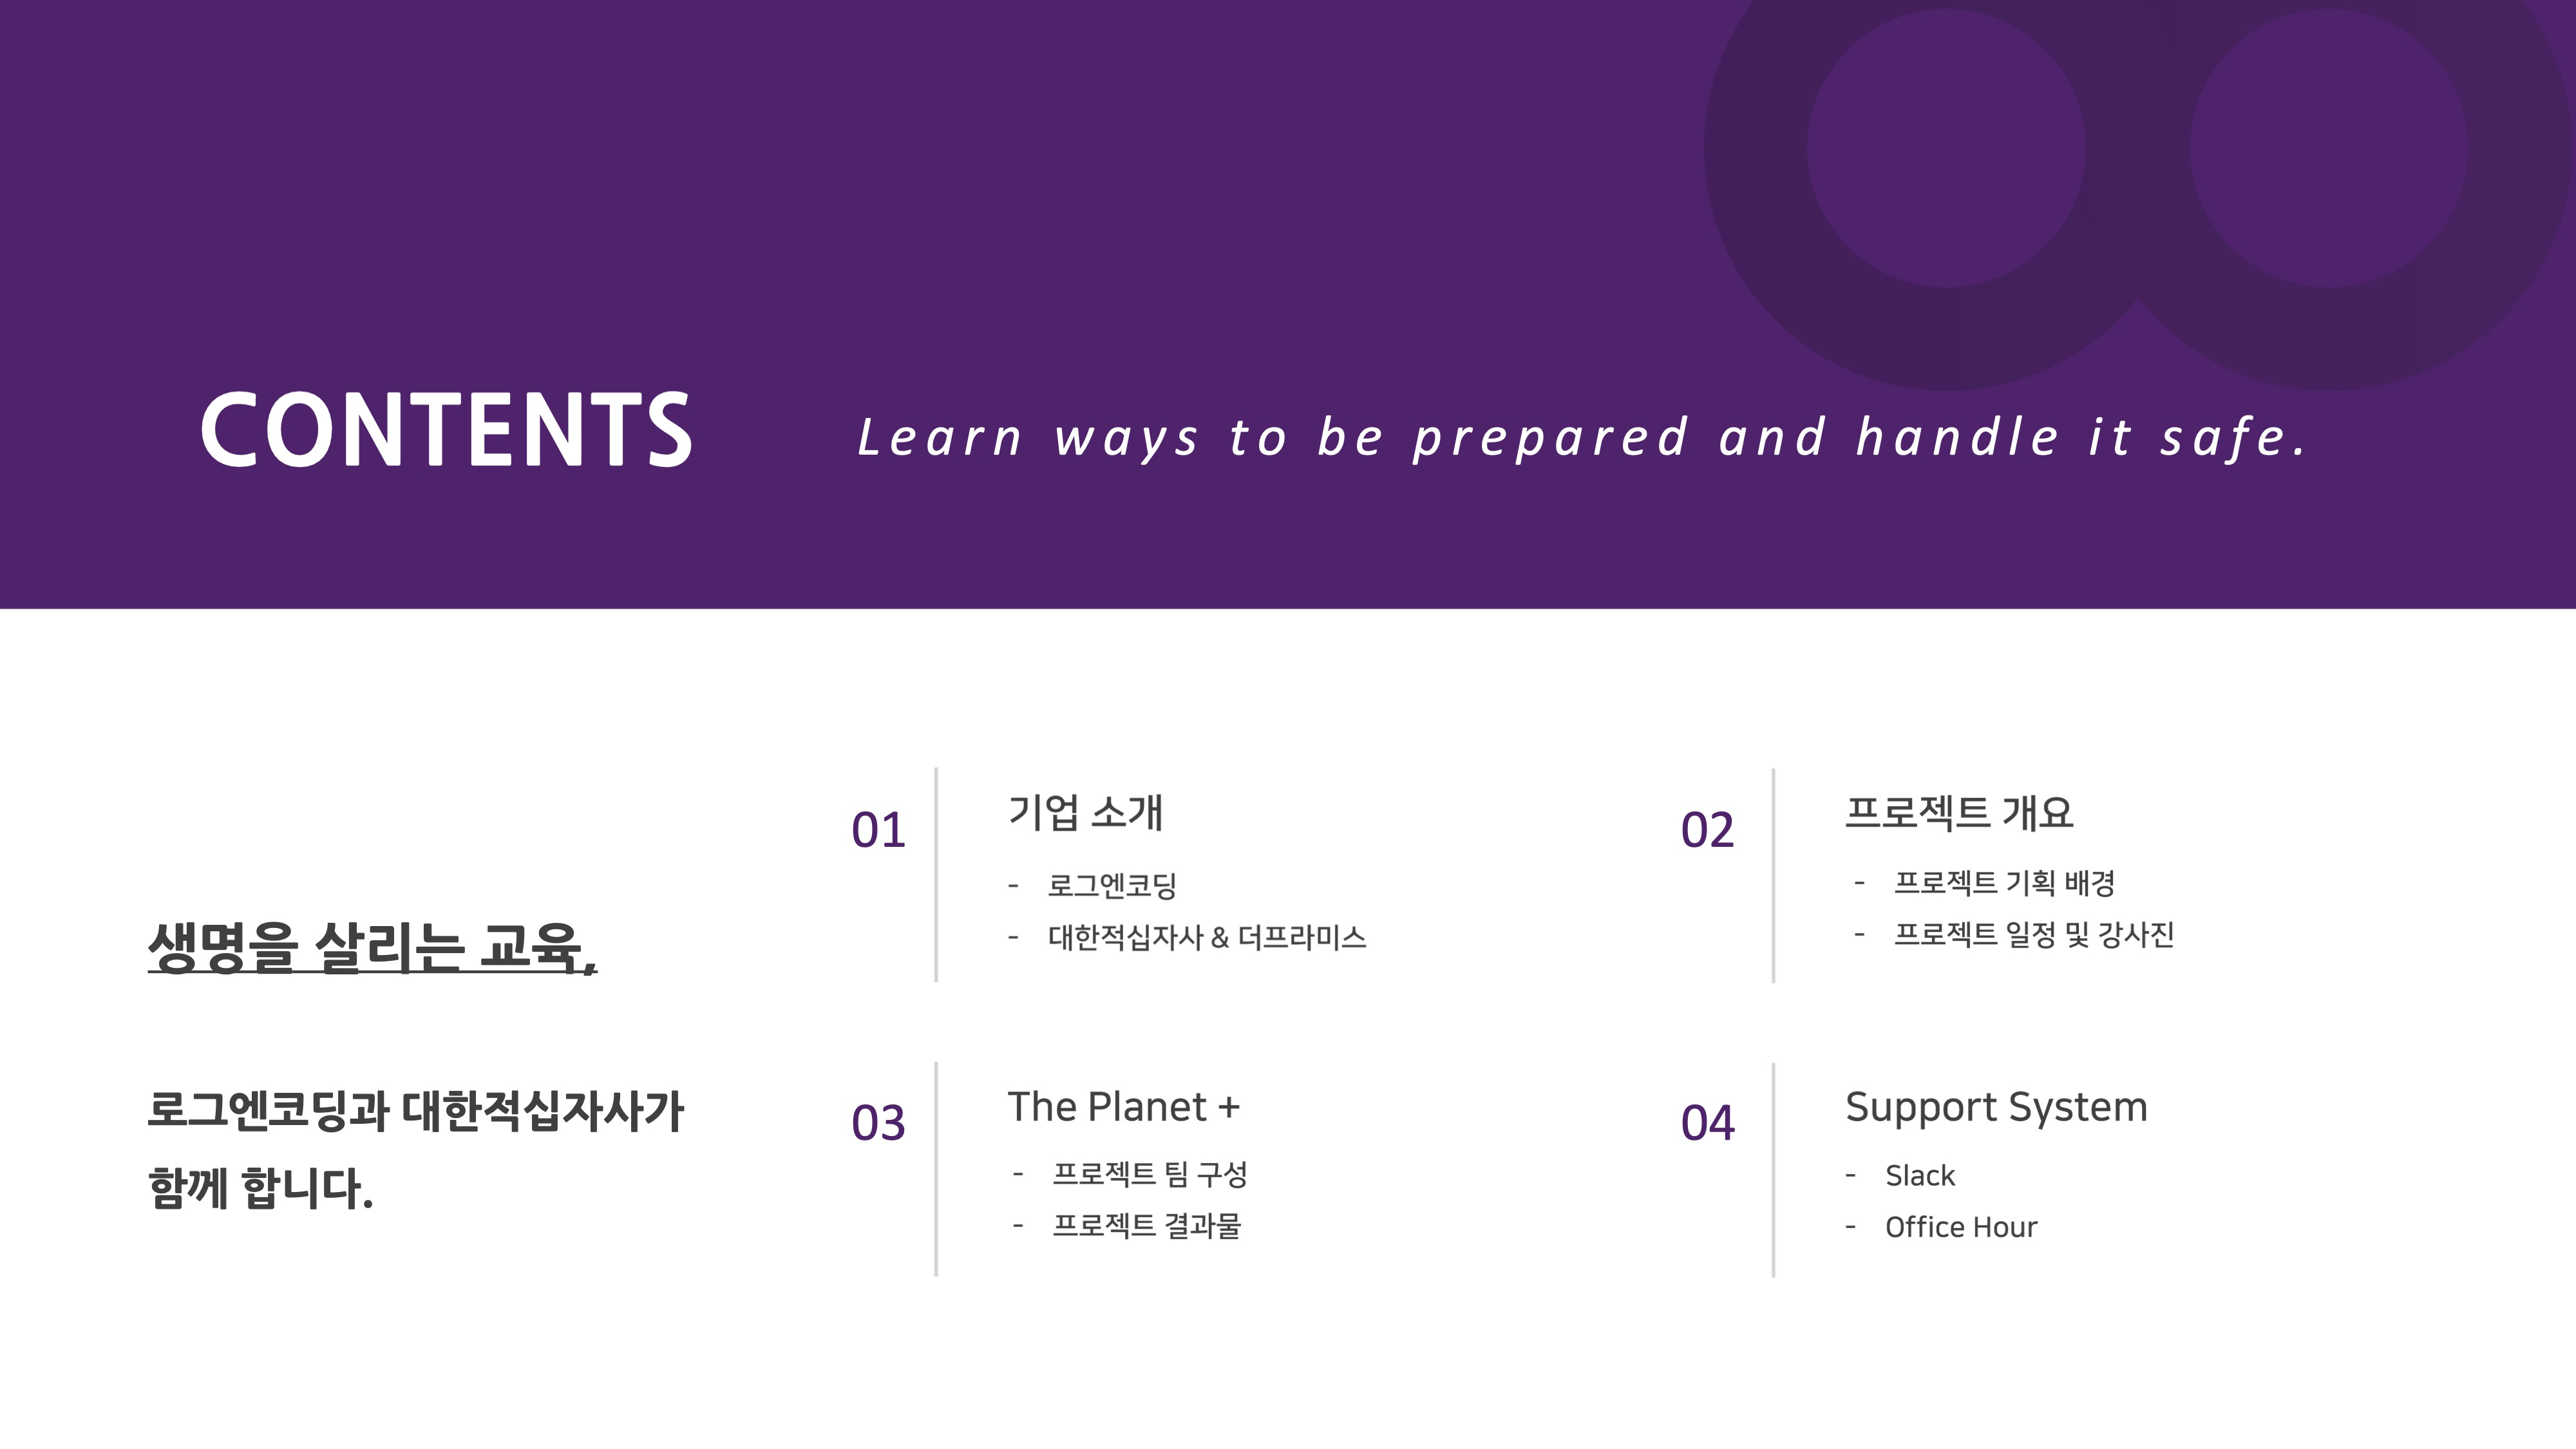 CONTENTS
Learn ways to be prepared and handle it safe.
생명을 살리는 교육,
로그엔코딩과 대한적십자사가
함께 합니다.
01
기업 소개
- 로그엔코딩
- 대한적십자사 & 더프라미스
02
프로젝트 개요
- 프로젝트 기획 배경
- 프로젝트 일정 및 강사진
03
The Planet +
- 프로젝트 팀 구성
- 프로젝트 결과물
04
Support System
- Slack
- Office Hour